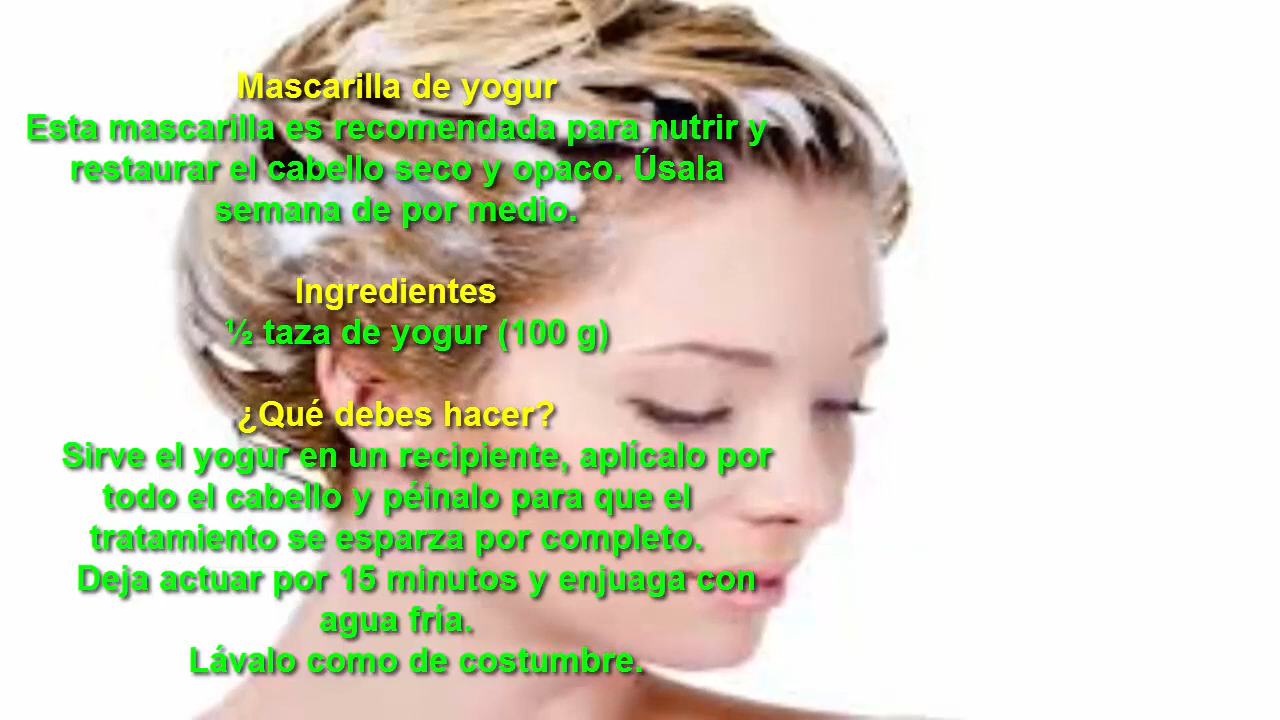 Mascarilla de yogur
Esta mascarilla es recomendada para nutrir y
restaurar el cabello seco y opaco. Úsala
semana de por medio.
Ingredientes
½ taza de yogur (100 g)
¿Qué debes hacer?
Sirve el yogur en un recipiente, aplícalo por
todo el cabello y péinalo para que el
tratamiento se esparza por completo.
Deja actuar por 15 minutos y enjuaga con
agua fría.
Lávalo como de costumbre.